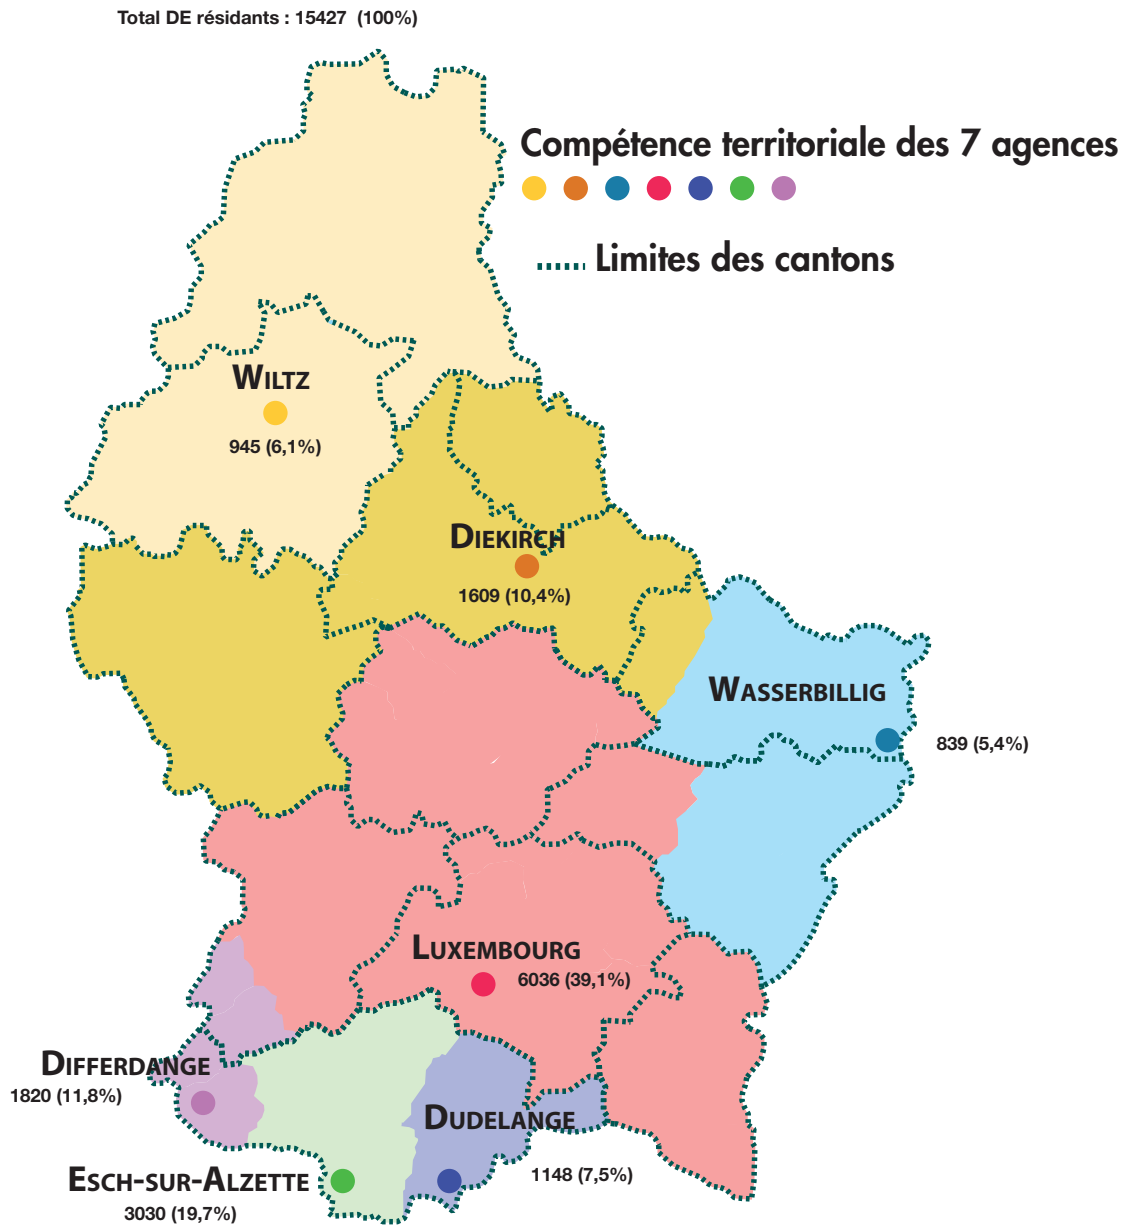 Total DE résidants : 15427 (100%)
Compétence territoriale des 7 agences
Limites des cantons
WILTZ
945 (6,1%)
DIEKIRCH
1609 (10,4%)
WASSERBILLIG
839 (5,4%)
LUXEMBOURG
6036 (39,1%)
DIFFERDANGE
1820 (11,8%)
DUDELANGE
1148 (7,5%)
ESCH-SUR-ALZETTE
3030 (19,7%)